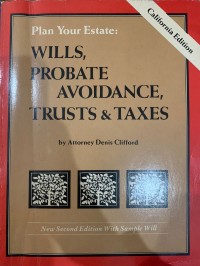 California Edition
Plan Your Estate:
WILLS,
PROBATE
AVOIDANCE,
TRUSTS & TAXES
by Attorney Denis Clifford
New Second Edition With Sample Will